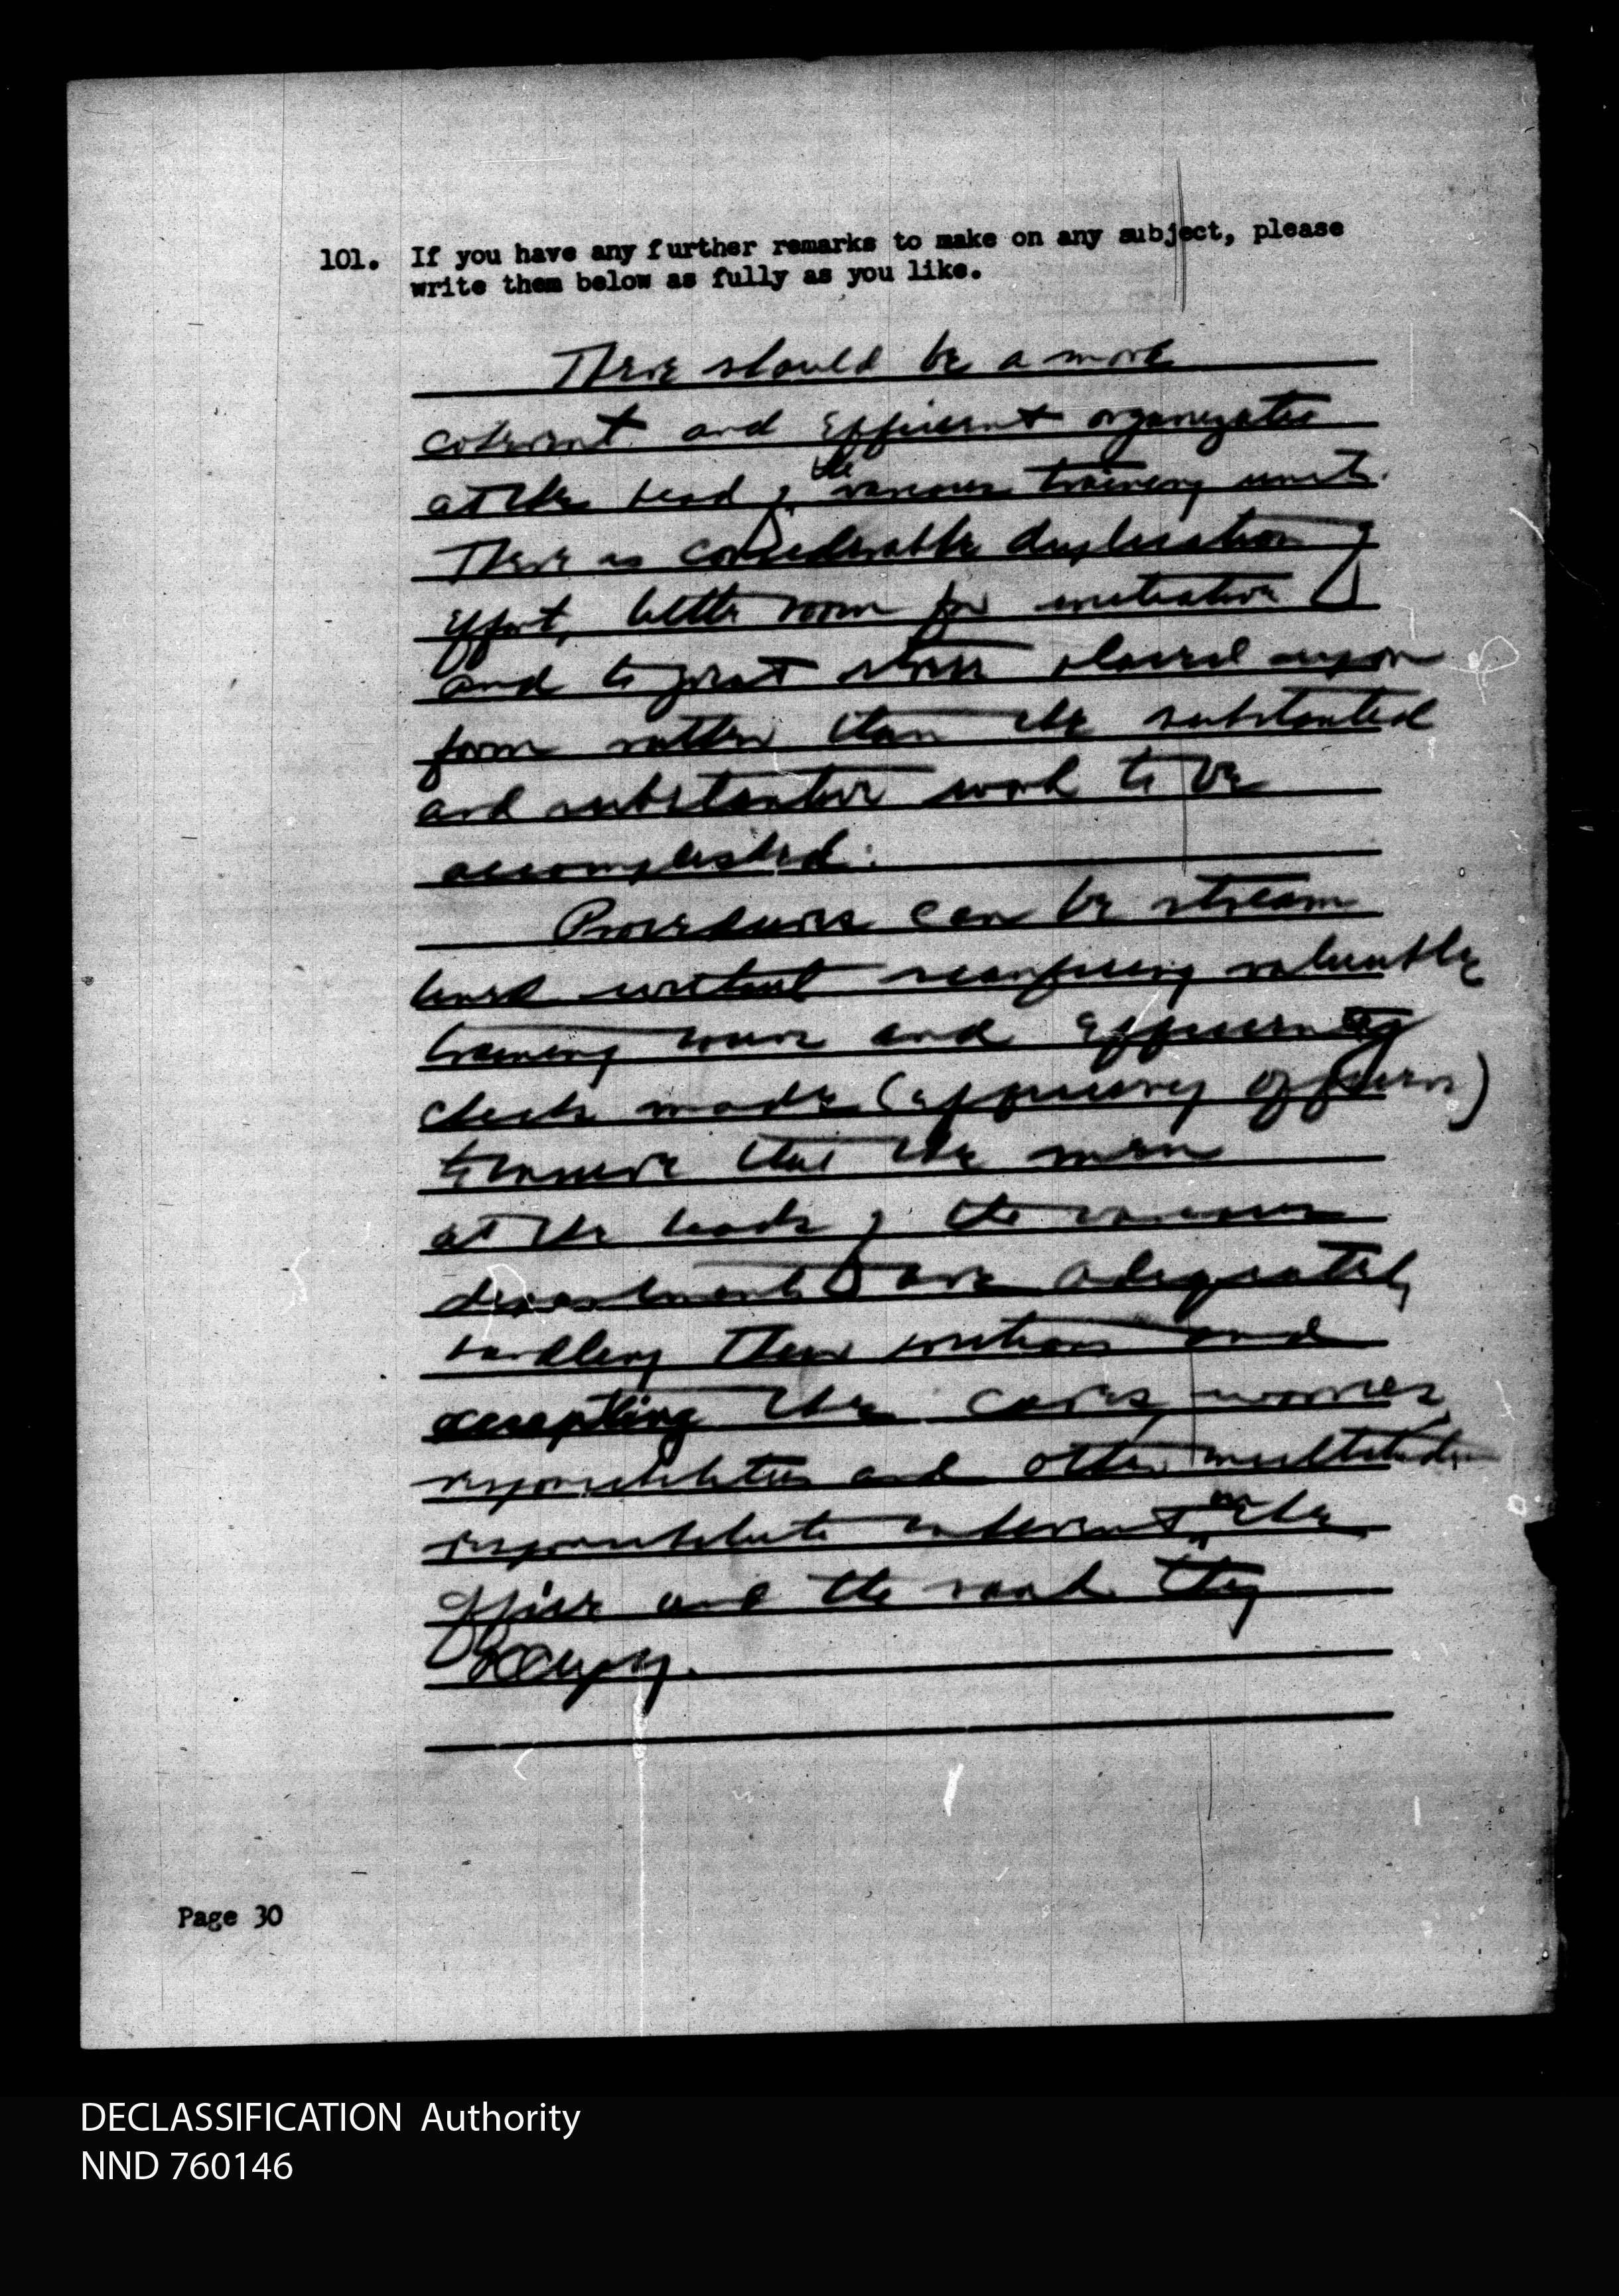 101. If you have any further remarks to make on any subject, please
write them below as fully as you like.
There should be a more
coherent and efficient organization
at the head of the various training units.
There is considerable duplication of
effort, little room for initiative
and to great stress placed upon
form rather than the substanted
and substantive work to be
accomplished.
Procedures can be stream
lined without sacrificing valuable
training hours and efficiency
checks made (efficiency officers)
to insure that the men
at the heads of the various
departments are adequately
handling their positions and
accepting the cares, worries,
responsibilities and other
responsibilities inherent in the
office and the rank they
occupy.
Page 30
DECLASSIFICATION Authority
NND 760146